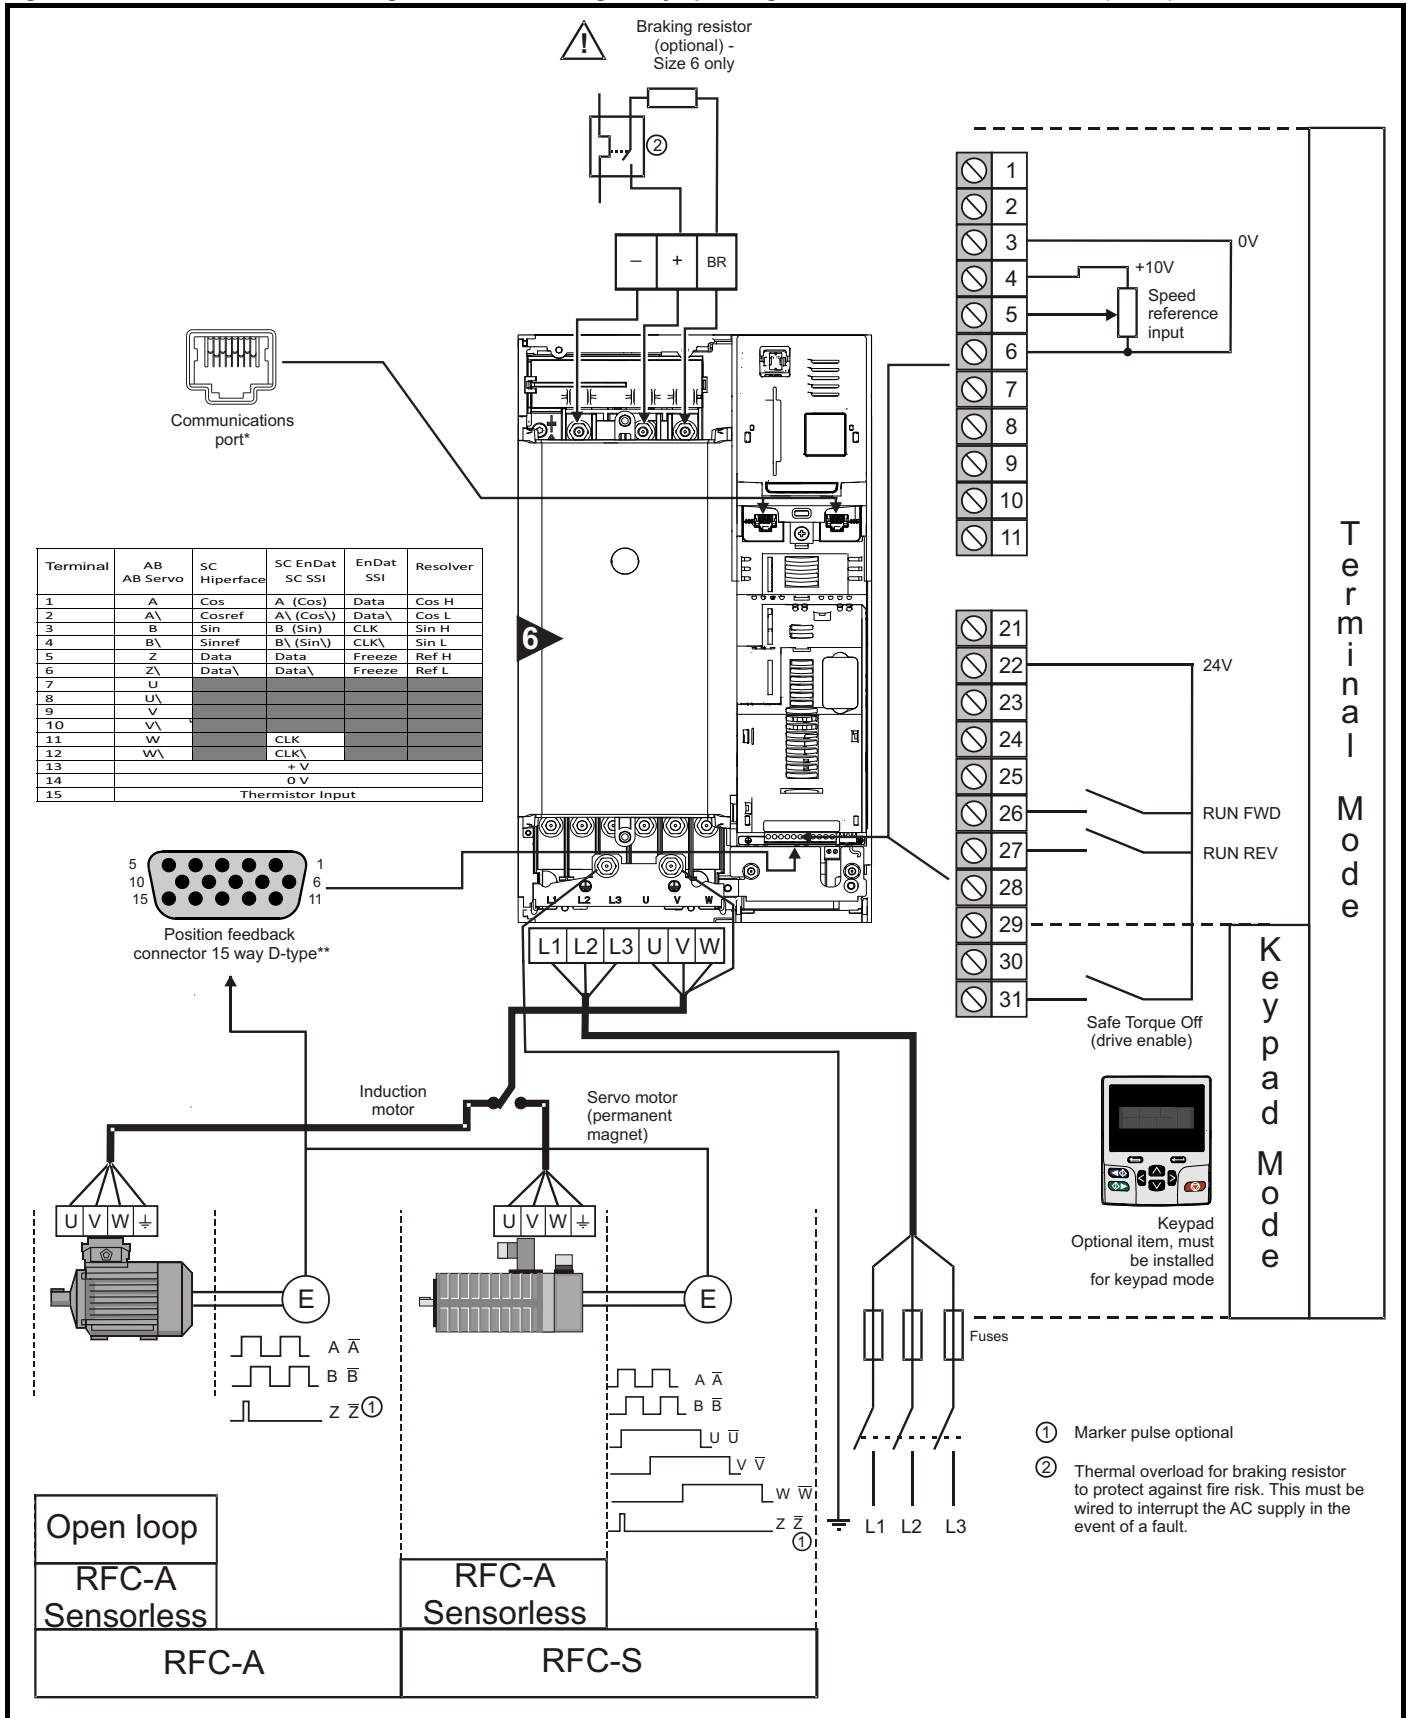 Braking resistor
(optional) -
Size 6 only
2
– + BR
1
2
3
4
5
6
7
8
9
10
11
0V
+10V
Speed
reference
input
Communications
port*
Terminal AB AB Servo SC Hiperface SC EnDat SC SSI EnDat SSI Resolver
1 A Cos A (Cos) Data Cos H
2 A\ Cosref A\ (Cos\) Data\ Cos L
3 B Sin B (Sin) CLK Sin H
4 B\ Sinref B\ (Sin\) CLK\ Sin L
5 Z Data Data Freeze Ref H
6 Z\ Data\ Data\ Freeze Ref L
7 U
8 U\
9 V
10 V\
11 W CLK
12 W\ CLK\
13 + V
14 0 V
15 Thermistor Input
6
21
22
23
24
25
26
27
28
29
30
31
24V
RUN FWD
RUN REV
Safe Torque Off
(drive enable)
Terminal Mode
Keypad Mode
5 1
10 6
15 11
Position feedback
connector 15 way D-type**
L1 L2 L3 U V W
L1 L2 L3 U V W
Induction
motor
Servo motor
(permanent
magnet)
Keypad
Optional item, must
be installed
for keypad mode
U V W
U V W
E
E
A A̅
B B̅
Z Z̅ 1
A A̅
B B̅
U U̅
V V̅
W W̅
Z Z̅
1
Fuses
L1 L2 L3
1 Marker pulse optional
2 Thermal overload for braking resistor
to protect against fire risk. This must be
wired to interrupt the AC supply in the
event of a fault.
Open loop
RFC-A
Sensorless
RFC-A
RFC-A
Sensorless
RFC-S